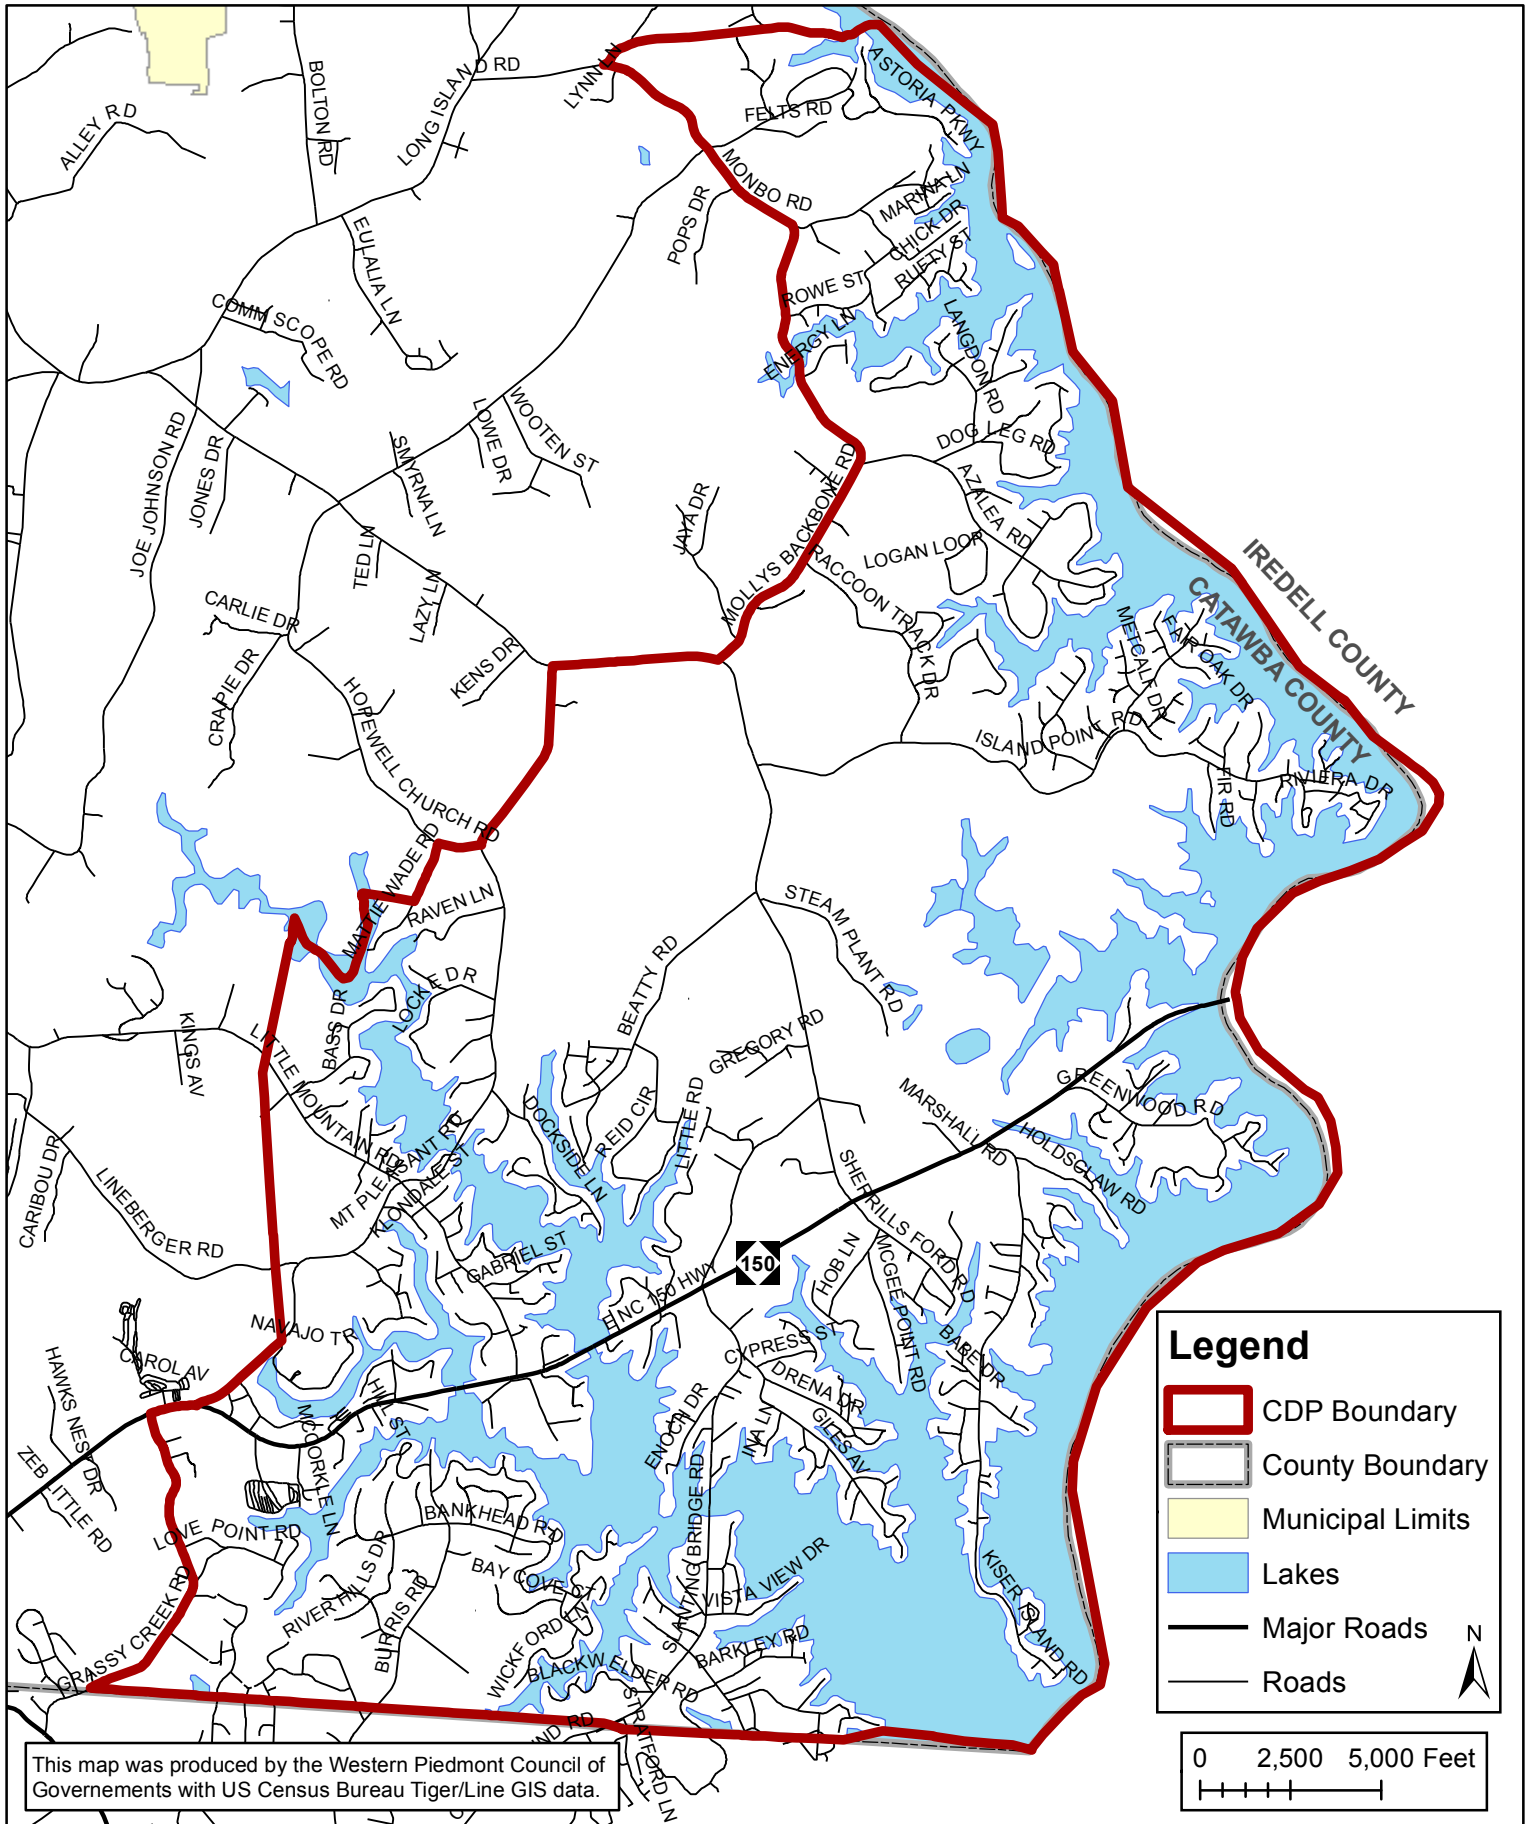 ALLEY RD
BOLTON RD
LONG ISLAND RD
LYNN LN
ASTORIA PKWY
FELTS RD
MONBO RD
POPS DR
MARINA LN
CHICK DR
RUFTY ST
ROWE ST
ENERGY LN
LANGDON RD
EULALIA LN
COMM SCOPE RD
JOE JOHNSON RD
JONES DR
SMYRNA LN
LOWE DR
WOOTEN ST
DOG LEG RD
AZALEA RD
LOGAN LOOP
MOLLYS BACKBONE RD
RACCOON TRACK DR
JAYA DR
TED LN
LAZY LN
KENS DR
CARLIE DR
CRAPIE DR
HOPEWELL CHURCH RD
IREDELL COUNTY
CATAWBA COUNTY
METCALF DR
FAIR OAK DR
ISLAND POINT RD
FIR RD
RIVIERA DR
MATTIE WADE RD
RAVEN LN
STEAM PLANT RD
LOCKE DR
BASS DR
BEATTY RD
GREGORY RD
KINGS AV
LITTLE MOUNTAIN RD
MT PLEASANT RD
KLONDALE ST
DOCKSIDE LN
REID CIR
LITTLE RD
MARSHALL RD
GREENWOOD RD
HOLDSCLAW RD
SHERRILLS FORD RD
CARIBOU DR
LINEBERGER RD
GABRIEL ST
E NC 150 HWY
150
HOB LN
MCGEE POINT RD
BARE DR
NAVAJO TR
CAROL AV
HAWKS NEST DR
ZEB LITTLE RD
MCCORKLE LN
HILL ST
CYPRESS ST
DRENA DR
ENOCH DR
INA LN
GILES AV
LOVE POINT RD
BANKHEAD RD
BAY COVE CT
RIVER HILLS DR
BURRIS RD
SLANTING BRIDGE RD
VISTA VIEW DR
KISER ISLAND RD
GRASSY CREEK RD
WICKFORD LN
BLACKWELDER RD
BARKLEY RD
STRATFORD LN
RD
Legend
CDP Boundary
County Boundary
Municipal Limits
Lakes
Major Roads
Roads
N
This map was produced by the Western Piedmont Council of
Governements with US Census Bureau Tiger/Line GIS data.
0 2,500 5,000 Feet